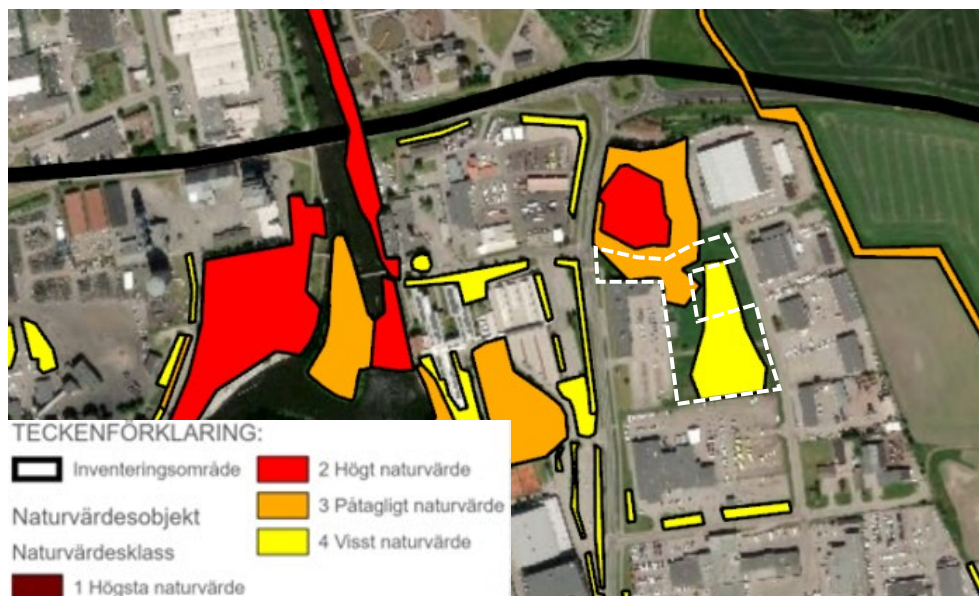 TECKENFÖRKLARING:
Inventeringsområde
Naturvärdesobjekt
Naturvärdesklass
1 Högsta naturvärde
2 Högt naturvärde
3 Påtagligt naturvärde
4 Visst naturvärde